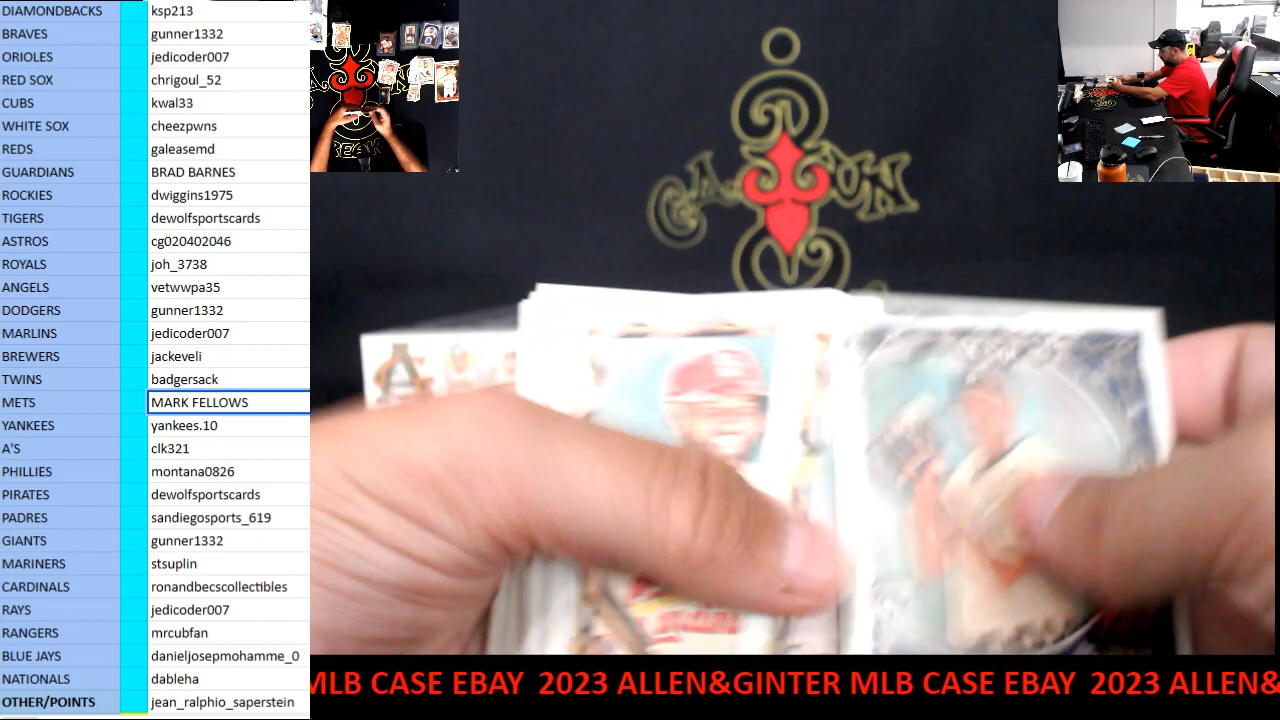 DIAMONDBACKS ksp213
BRAVES gunner1332
ORIOLES jedicoder007
RED SOX chrigoul_52
CUBS kwal33
WHITE SOX cheezpwns
REDS galeasemd
GUARDIANS BRAD BARNES
ROCKIES dwiggins1975
TIGERS dewolfsportscards
ASTROS cg020402046
ROYALS joh_3738
ANGELS vetwwpa35
DODGERS gunner1332
MARLINS jedicoder007
BREWERS jackeveli
TWINS badgersack
METS MARK FELLOWS
YANKEES yankees.10
A'S clk321
PHILLIES montana0826
PIRATES dewolfsportscards
PADRES sandiegosports_619
GIANTS gunner1332
MARINERS stsuplin
CARDINALS ronandbecscollectibles
RAYS jedicoder007
RANGERS mrcubfan
BLUE JAYS danieljosepmohamme_0
NATIONALS dableha
OTHER/POINTS jean_ralphio_saperstein
MLB CASE EBAY 2023 ALLEN&GINTER MLB CASE EBAY 2023 ALLEN&